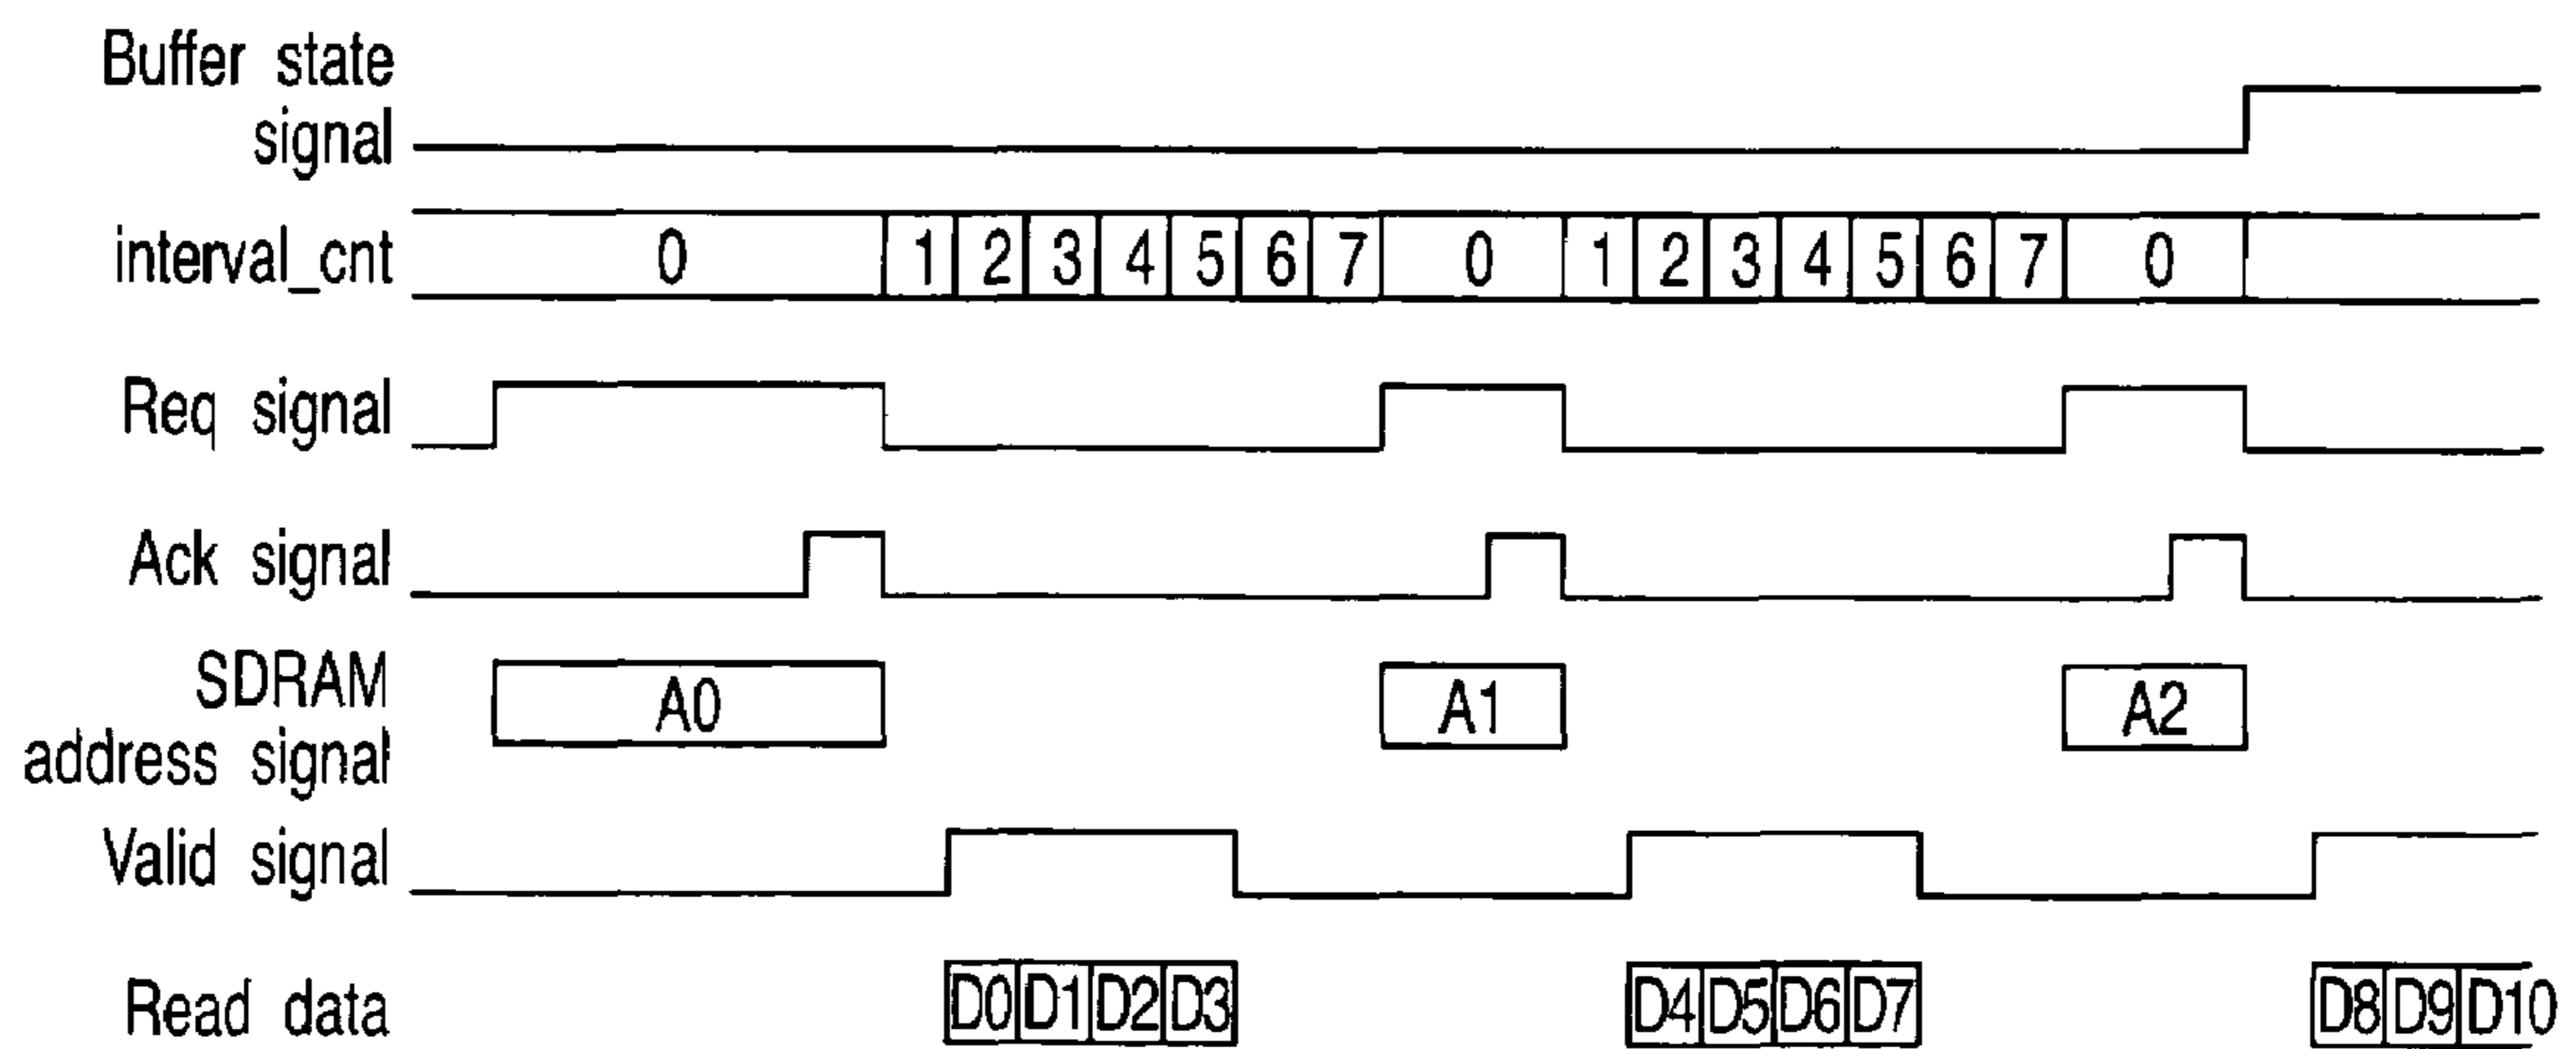 Buffer state
signal
interval_cnt
0 1 2 3 4 5 6 7 0 1 2 3 4 5 6 7 0
Req signal
Ack signal
SDRAM
address signal
A0 A1 A2
Valid signal
Read data
D0 D1 D2 D3 D4 D5 D6 D7 D8 D9 D10